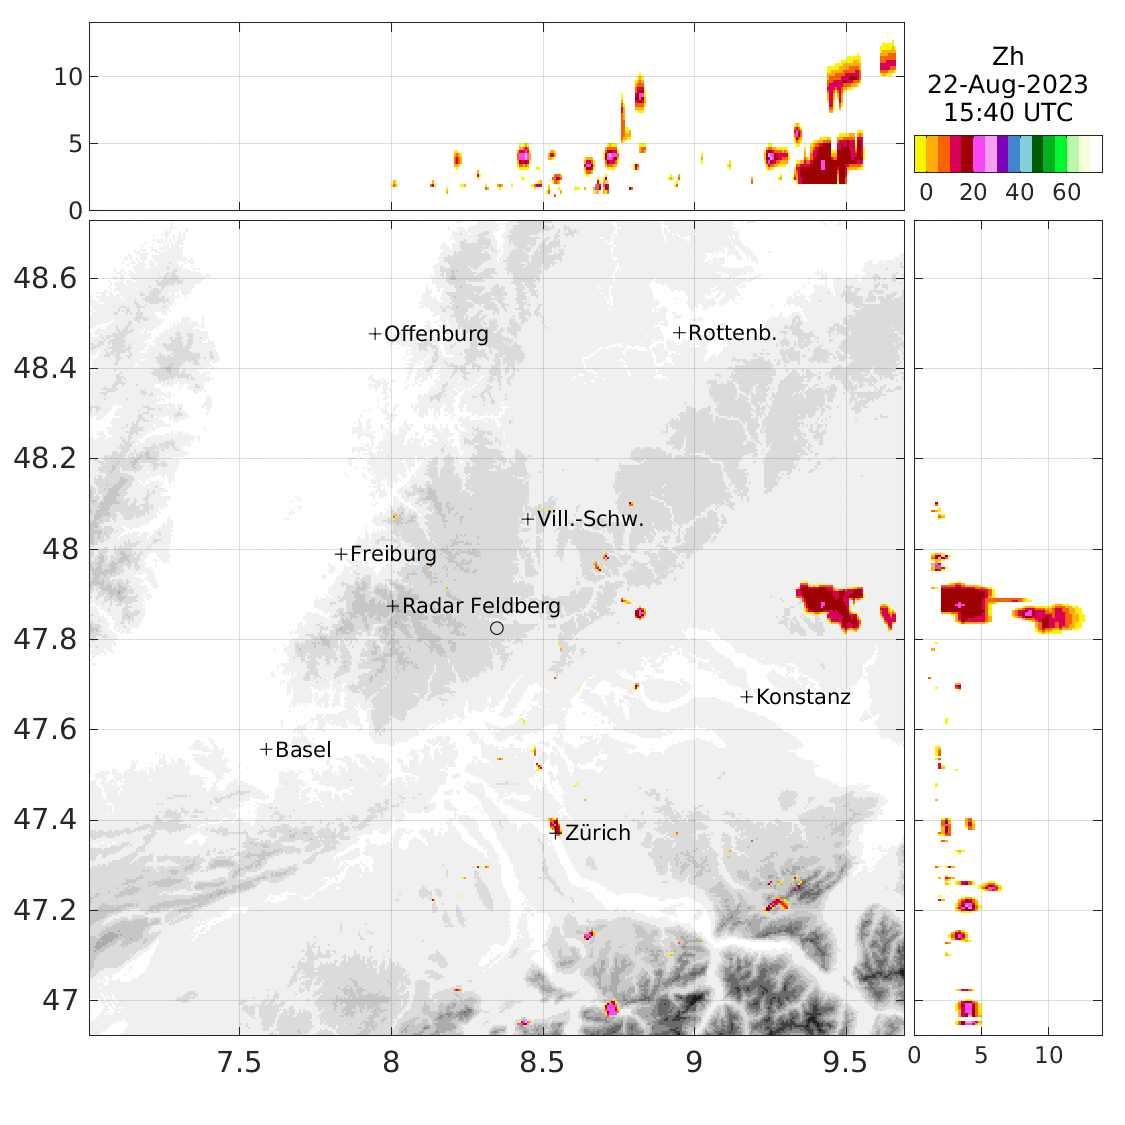 10
5
0
Zh
22-Aug-2023
15:40 UTC
0 20 40 60
48.6
48.4
48.2
48
47.8
47.6
47.4
47.2
47
+Offenburg
+Rottenb.
+Vill.-Schw.
+Freiburg
+Radar Feldberg
+Konstanz
+Basel
+Zürich
7.5 8 8.5 9 9.5
0 5 10